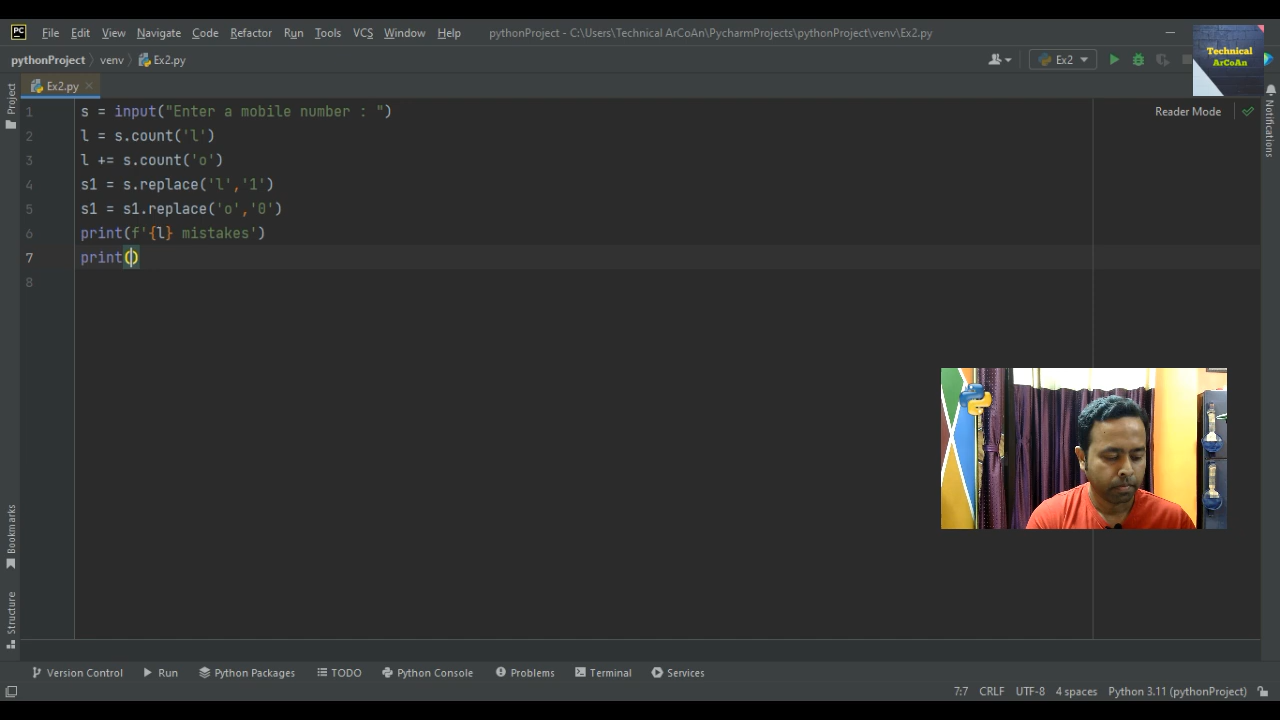 PC File Edit View Navigate Code Refactor Run Tools VCS Window Help pythonProject - C:\Users\Technical ArCoAn\PycharmProjects\pythonProject\venv\Ex2.py
pythonProject venv Ex2.py Ex2
Technical
ArCoAn
Ex2.py
Project
Notifications
Reader Mode
1 s = input("Enter a mobile number : ")
2 l = s.count('l')
3 l += s.count('o')
4 s1 = s.replace('l','1')
5 s1 = s1.replace('o','0')
6 print(f'{l} mistakes')
7 print()
8
Bookmarks
Structure
Version Control Run Python Packages TODO Python Console Problems Terminal Services
7:7 CRLF UTF-8 4 spaces Python 3.11 (pythonProject)